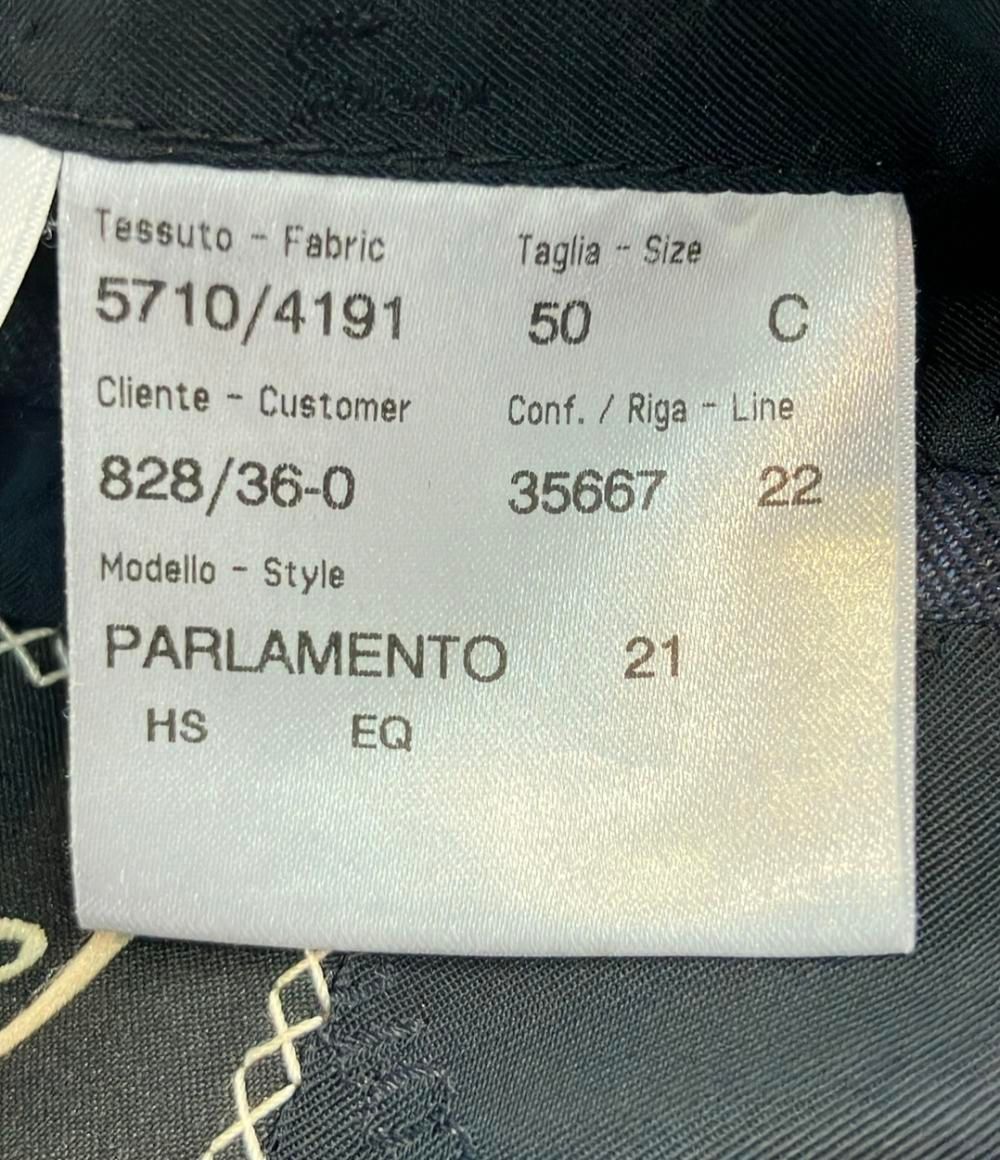 Tessuto - Fabric Taglia - Size
5710/4191 50 C
Cliente - Customer Conf. / Riga - Line
828/36-0 35667 22
Modello - Style
PARLAMENTO 21
HS EQ